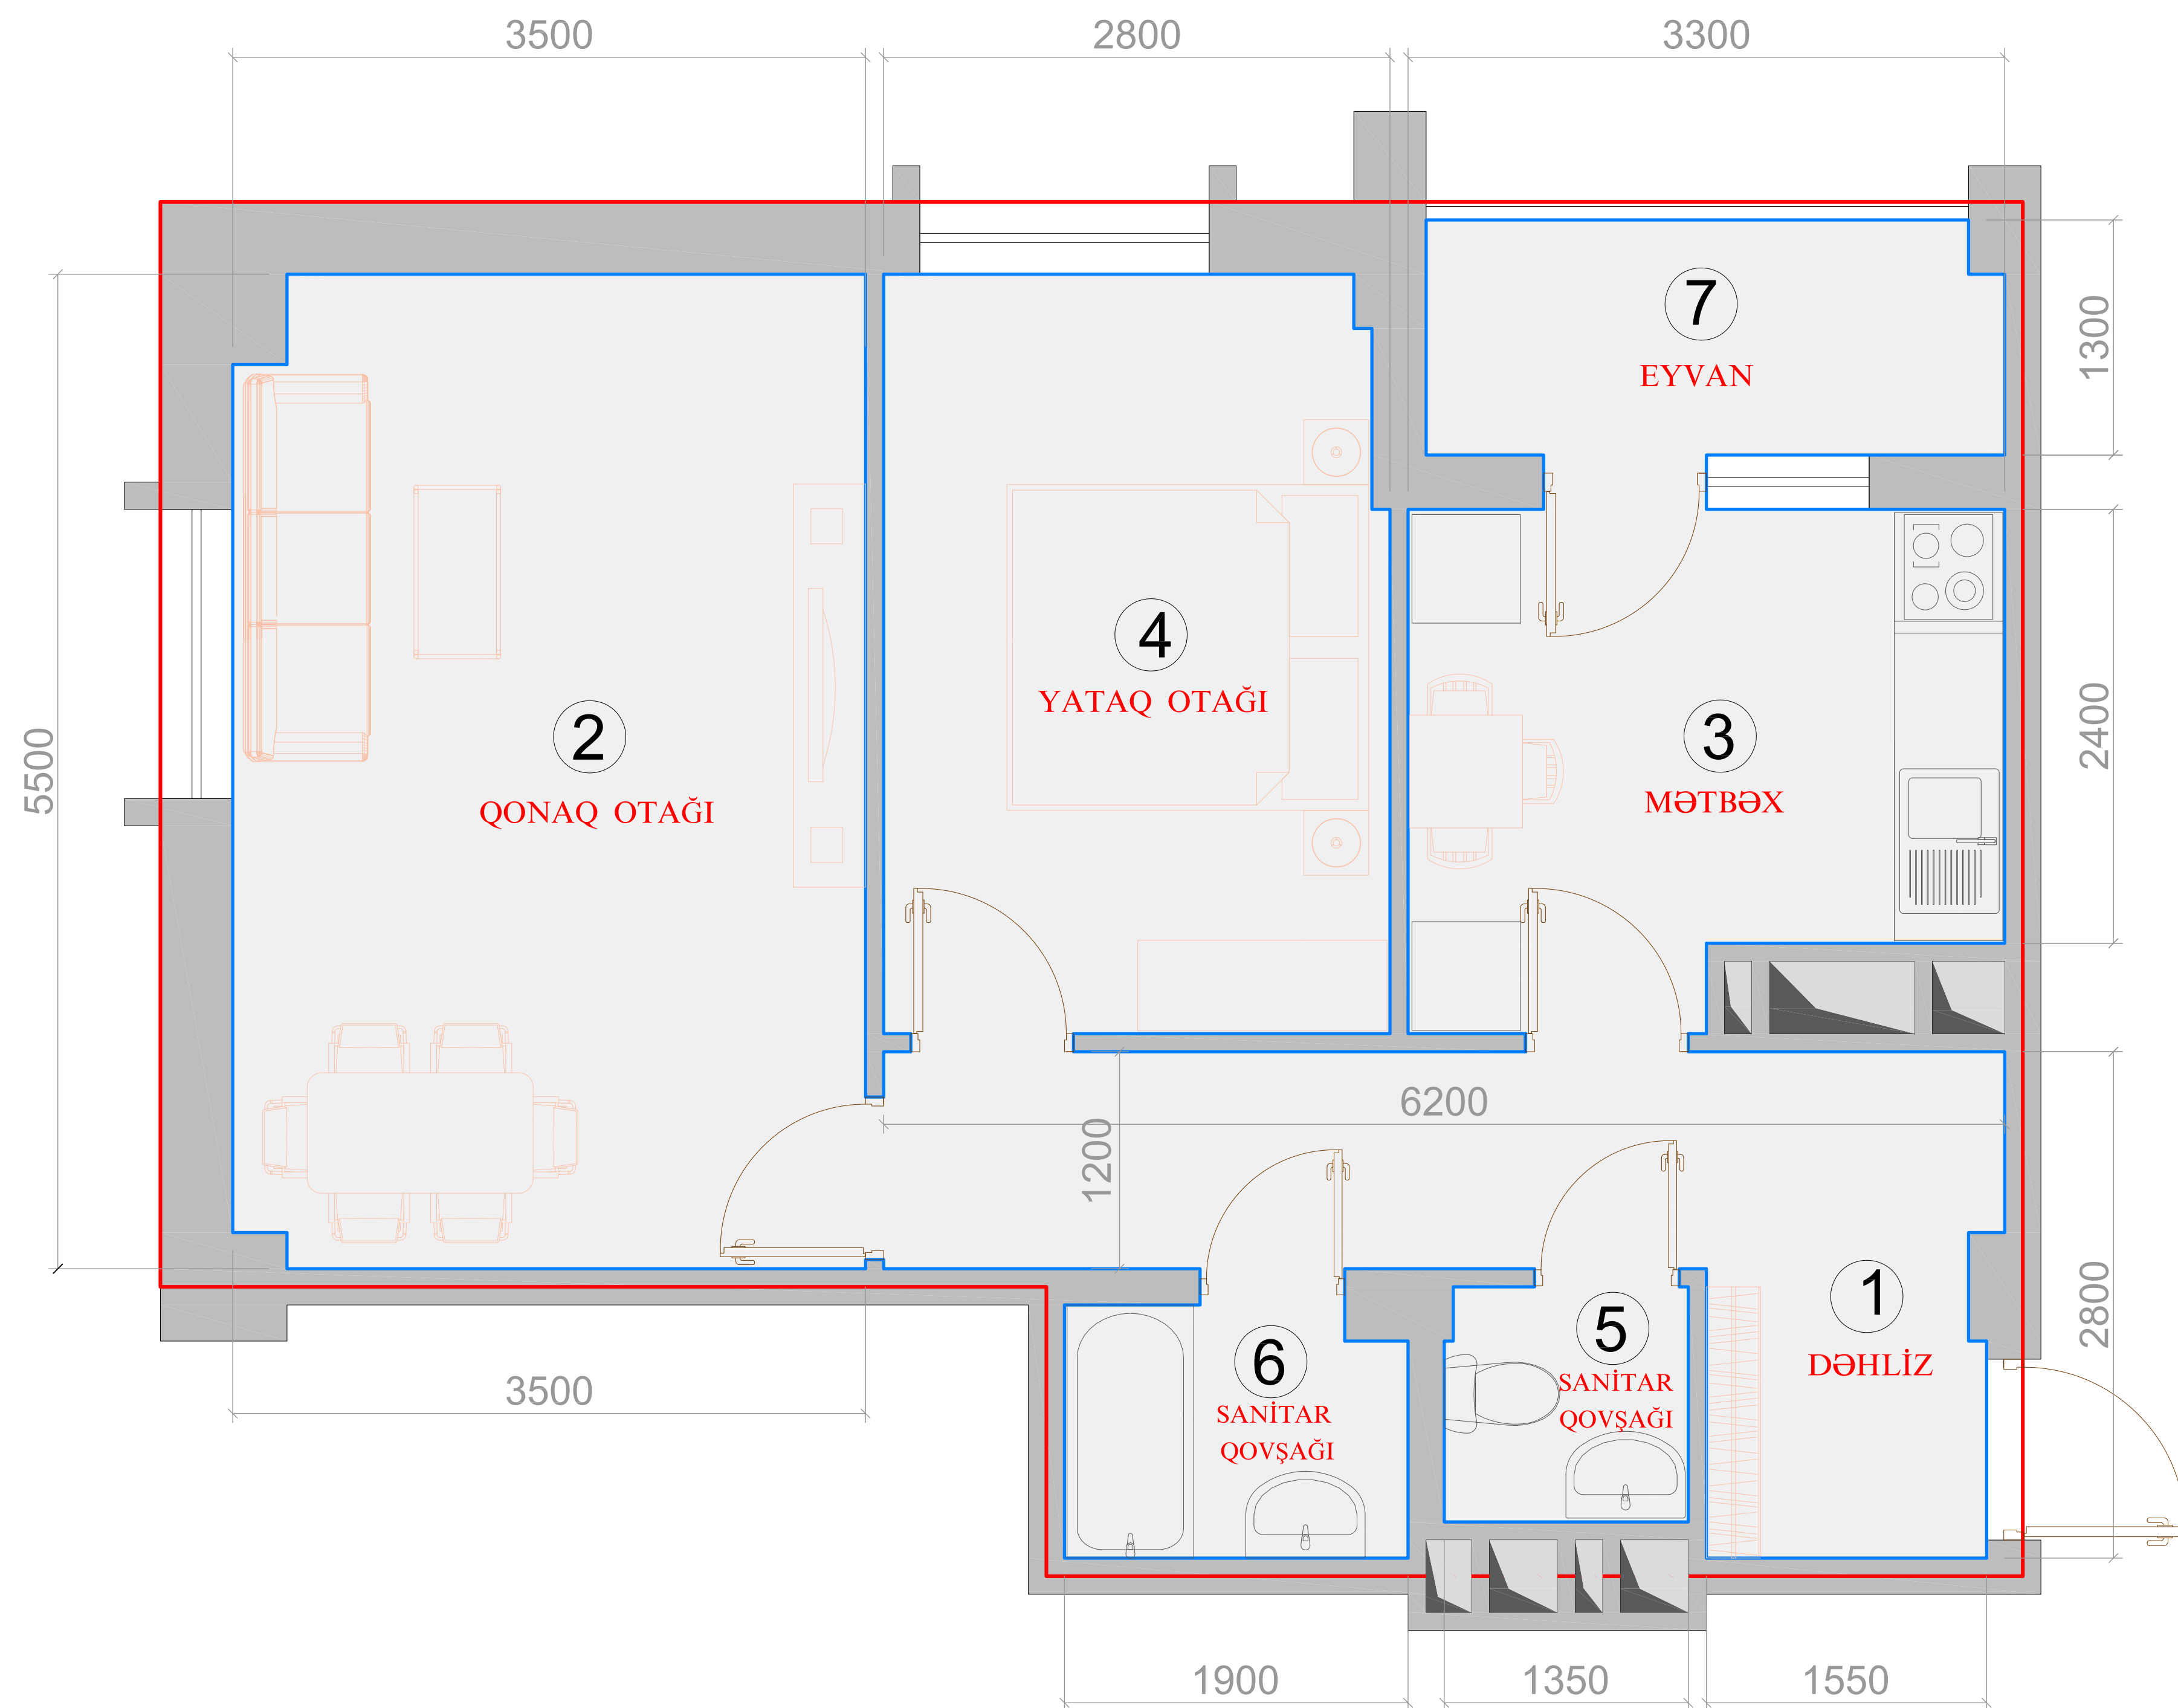 3500
2800
3300
7
EYVAN
1300
4
YATAQ OTAĞI
2
QONAQ OTAĞI
3
MƏTBƏX
5500
2400
6200
1200
1
DƏHLİZ
2800
5
SANİTAR
QOVŞAĞI
6
SANİTAR
QOVŞAĞI
3500
1900
1350
1550